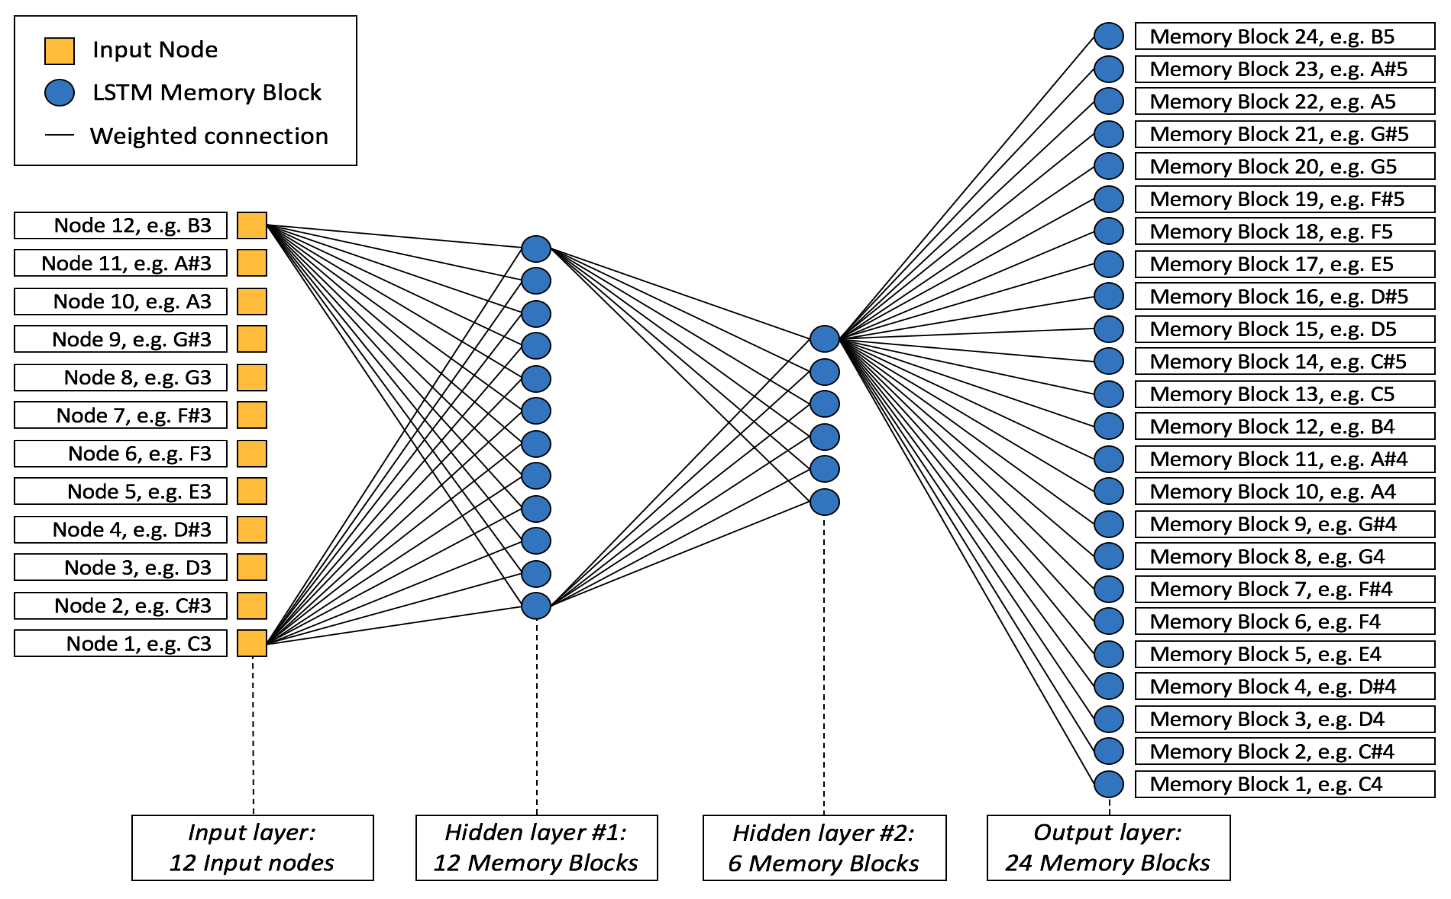 Input Node
LSTM Memory Block
Weighted connection
Node 12, e.g. B3
Node 11, e.g. A#3
Node 10, e.g. A3
Node 9, e.g. G#3
Node 8, e.g. G3
Node 7, e.g. F#3
Node 6, e.g. F3
Node 5, e.g. E3
Node 4, e.g. D#3
Node 3, e.g. D3
Node 2, e.g. C#3
Node 1, e.g. C3
Memory Block 24, e.g. B5
Memory Block 23, e.g. A#5
Memory Block 22, e.g. A5
Memory Block 21, e.g. G#5
Memory Block 20, e.g. G5
Memory Block 19, e.g. F#5
Memory Block 18, e.g. F5
Memory Block 17, e.g. E5
Memory Block 16, e.g. D#5
Memory Block 15, e.g. D5
Memory Block 14, e.g. C#5
Memory Block 13, e.g. C5
Memory Block 12, e.g. B4
Memory Block 11, e.g. A#4
Memory Block 10, e.g. A4
Memory Block 9, e.g. G#4
Memory Block 8, e.g. G4
Memory Block 7, e.g. F#4
Memory Block 6, e.g. F4
Memory Block 5, e.g. E4
Memory Block 4, e.g. D#4
Memory Block 3, e.g. D4
Memory Block 2, e.g. C#4
Memory Block 1, e.g. C4
Input layer:
12 Input nodes
Hidden layer #1:
12 Memory Blocks
Hidden layer #2:
6 Memory Blocks
Output layer:
24 Memory Blocks